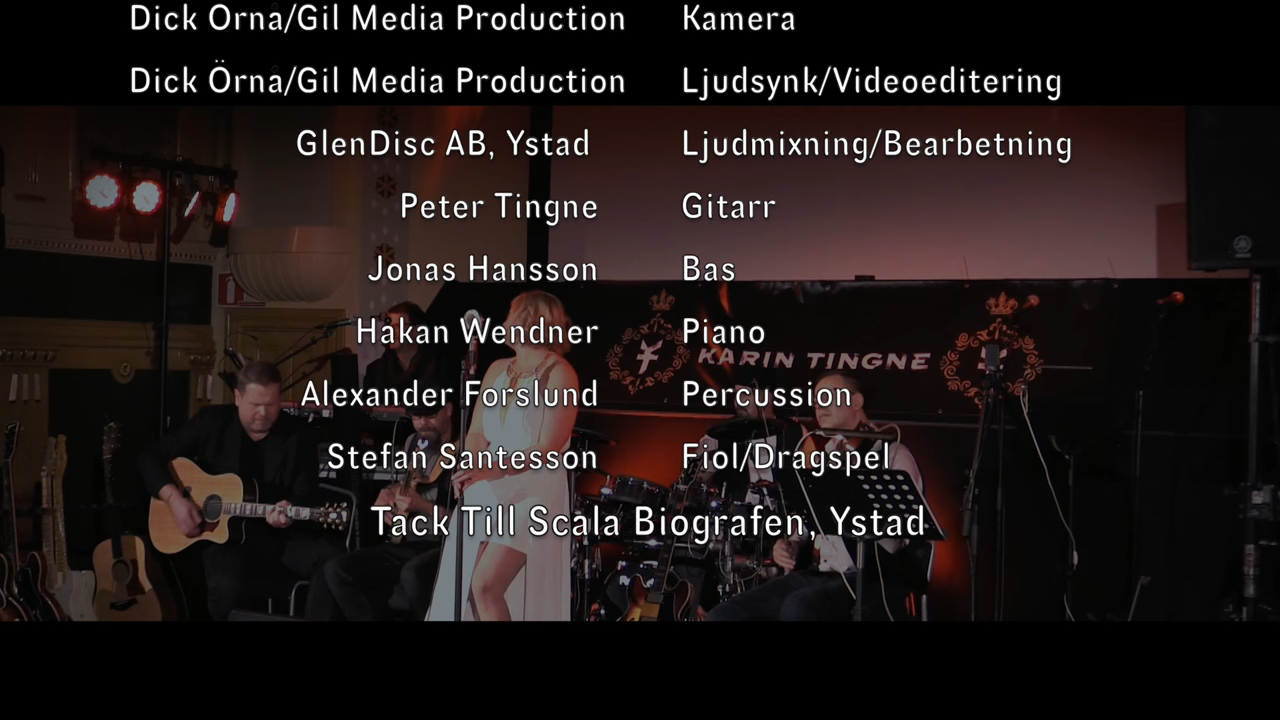 Dick Örna/Gil Media Production Kamera
Dick Örna/Gil Media Production Ljudsynk/Videoeditering
GlenDisc AB, Ystad Ljudmixning/Bearbetning
Peter Tingne Gitarr
Jonas Hansson Bas
Håkan Wendner Piano
KARIN TINGNE
Alexander Forslund Percussion
Stefan Santesson Fiol/Dragspel
Tack Till Scala Biografen, Ystad